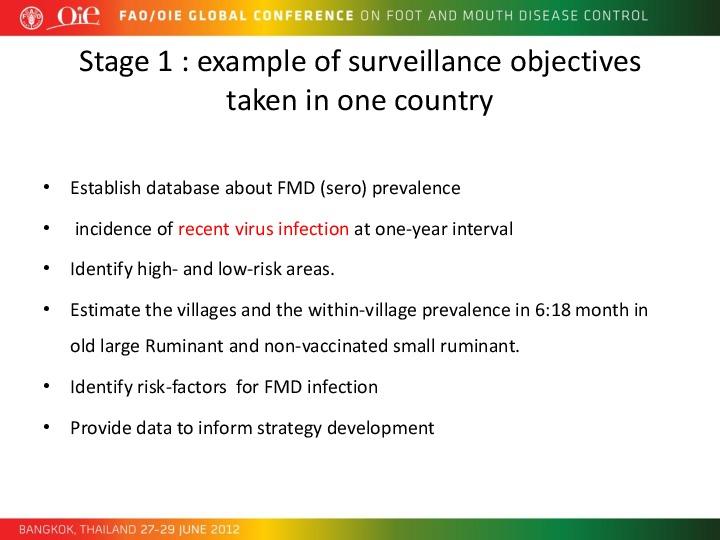 Oie FAO/OIE GLOBAL CONFERENCE ON FOOT AND MOUTH DISEASE CONTROL
Stage 1 : example of surveillance objectives
taken in one country
• Establish database about FMD (sero) prevalence
• incidence of recent virus infection at one-year interval
• Identify high- and low-risk areas.
• Estimate the villages and the within-village prevalence in 6:18 month in
old large Ruminant and non-vaccinated small ruminant.
• Identify risk-factors for FMD infection
• Provide data to inform strategy development
BANGKOK, THAILAND 27-29 JUNE 2012